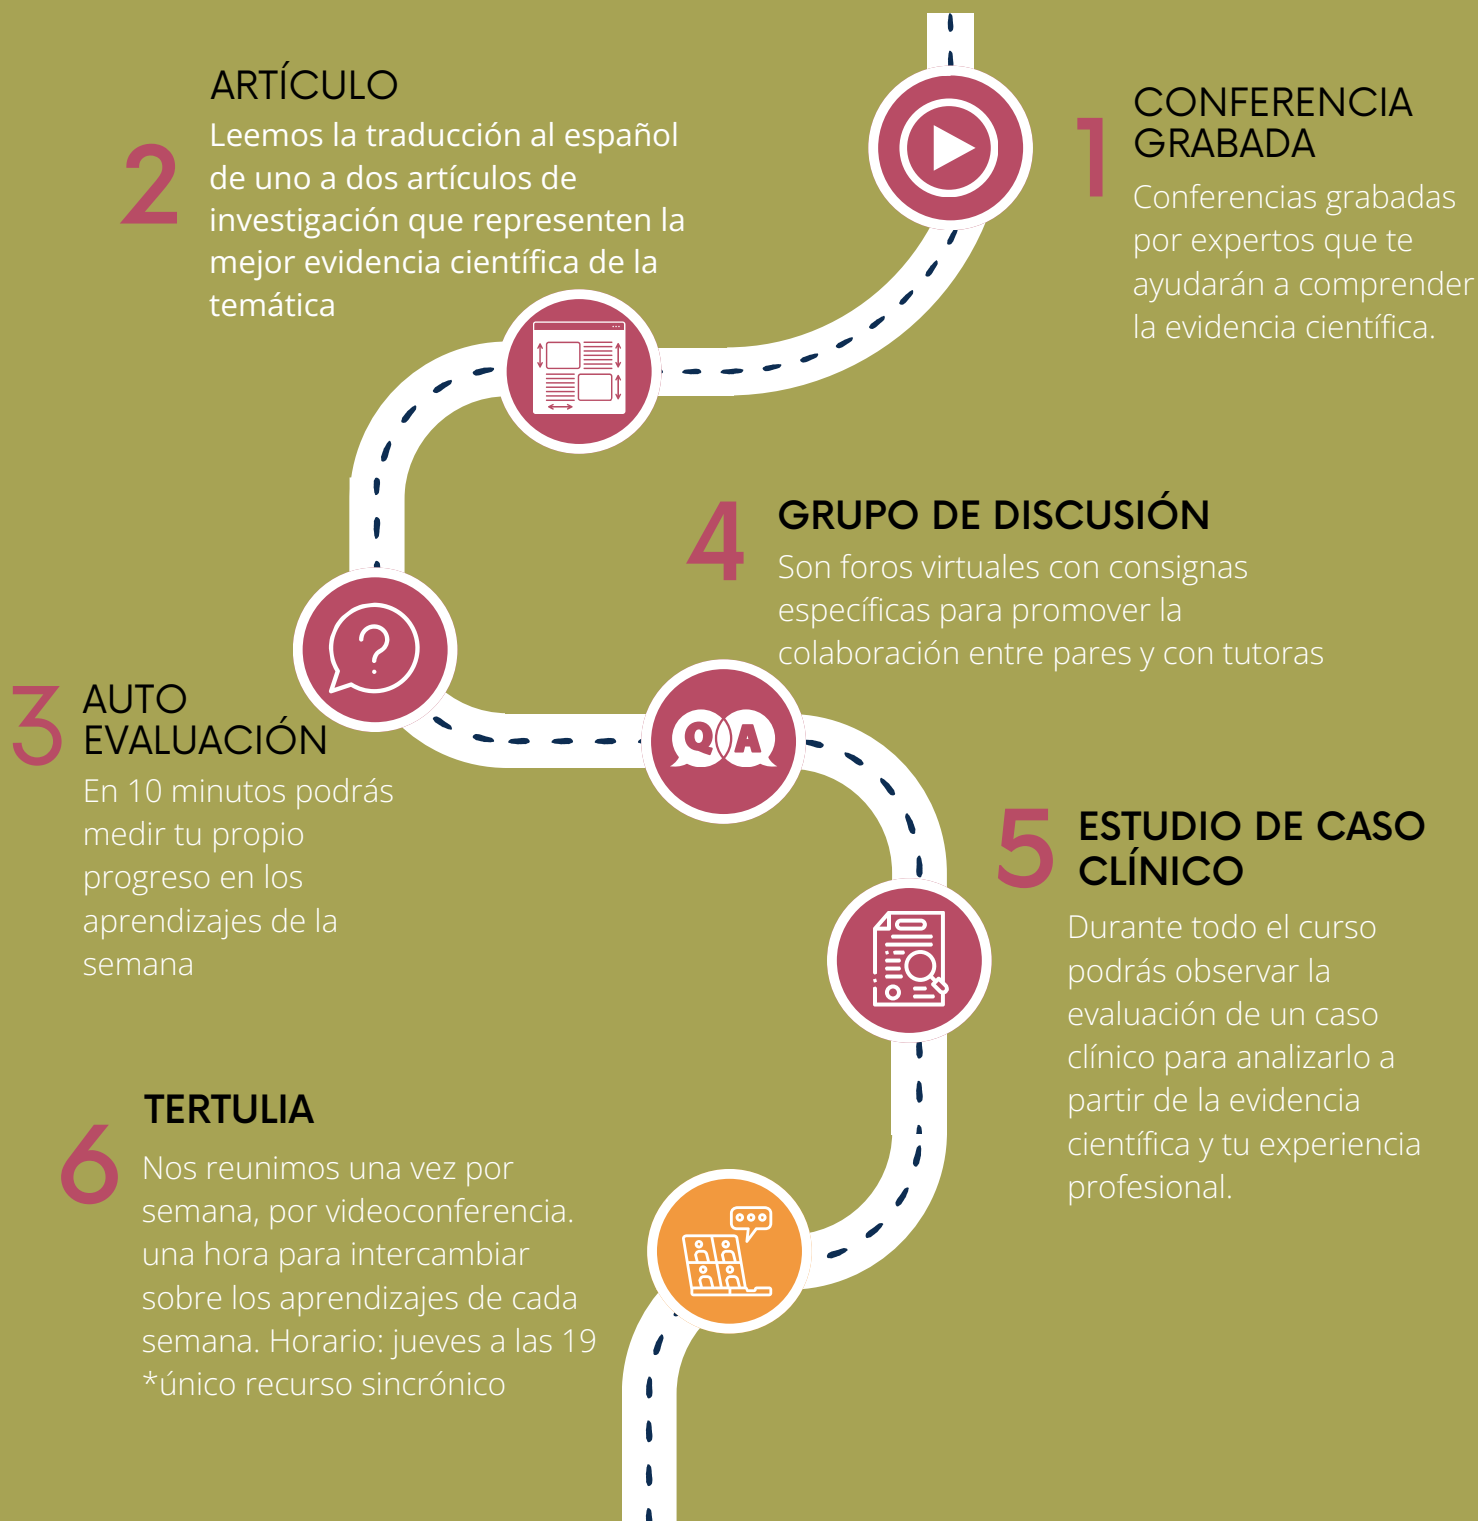 1
CONFERENCIA
GRABADA
Conferencias grabadas
por expertos que te
ayudarán a comprender
la evidencia científica.
2
ARTÍCULO
Leemos la traducción al español
de uno a dos artículos de
investigación que representen la
mejor evidencia científica de la
temática
3
AUTO
EVALUACIÓN
En 10 minutos podrás
medir tu propio
progreso en los
aprendizajes de la
semana
4
GRUPO DE DISCUSIÓN
Son foros virtuales con consignas
específicas para promover la
colaboración entre pares y con tutoras
Q A
5
ESTUDIO DE CASO
CLÍNICO
Durante todo el curso
podrás observar la
evaluación de un caso
clínico para analizarlo a
partir de la evidencia
científica y tu experiencia
profesional.
6
TERTULIA
Nos reunimos una vez por
semana, por videoconferencia.
una hora para intercambiar
sobre los aprendizajes de cada
semana. Horario: jueves a las 19
*único recurso sincrónico